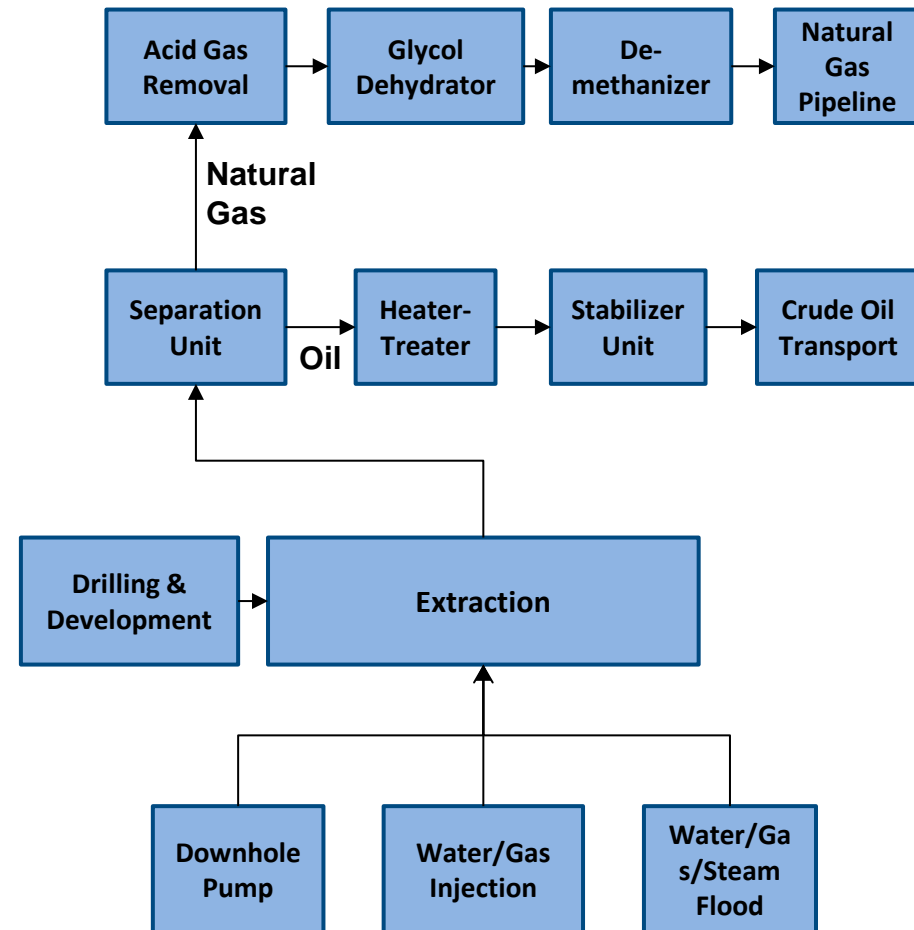 Acid Gas
Removal
Glycol
Dehydrator
De-
methanizer
Natural
Gas
Pipeline
Natural
Gas
Separation
Unit
Oil
Heater-
Treater
Stabilizer
Unit
Crude Oil
Transport
Drilling &
Development
Extraction
Downhole
Pump
Water/Gas
Injection
Water/Ga
s/Steam
Flood